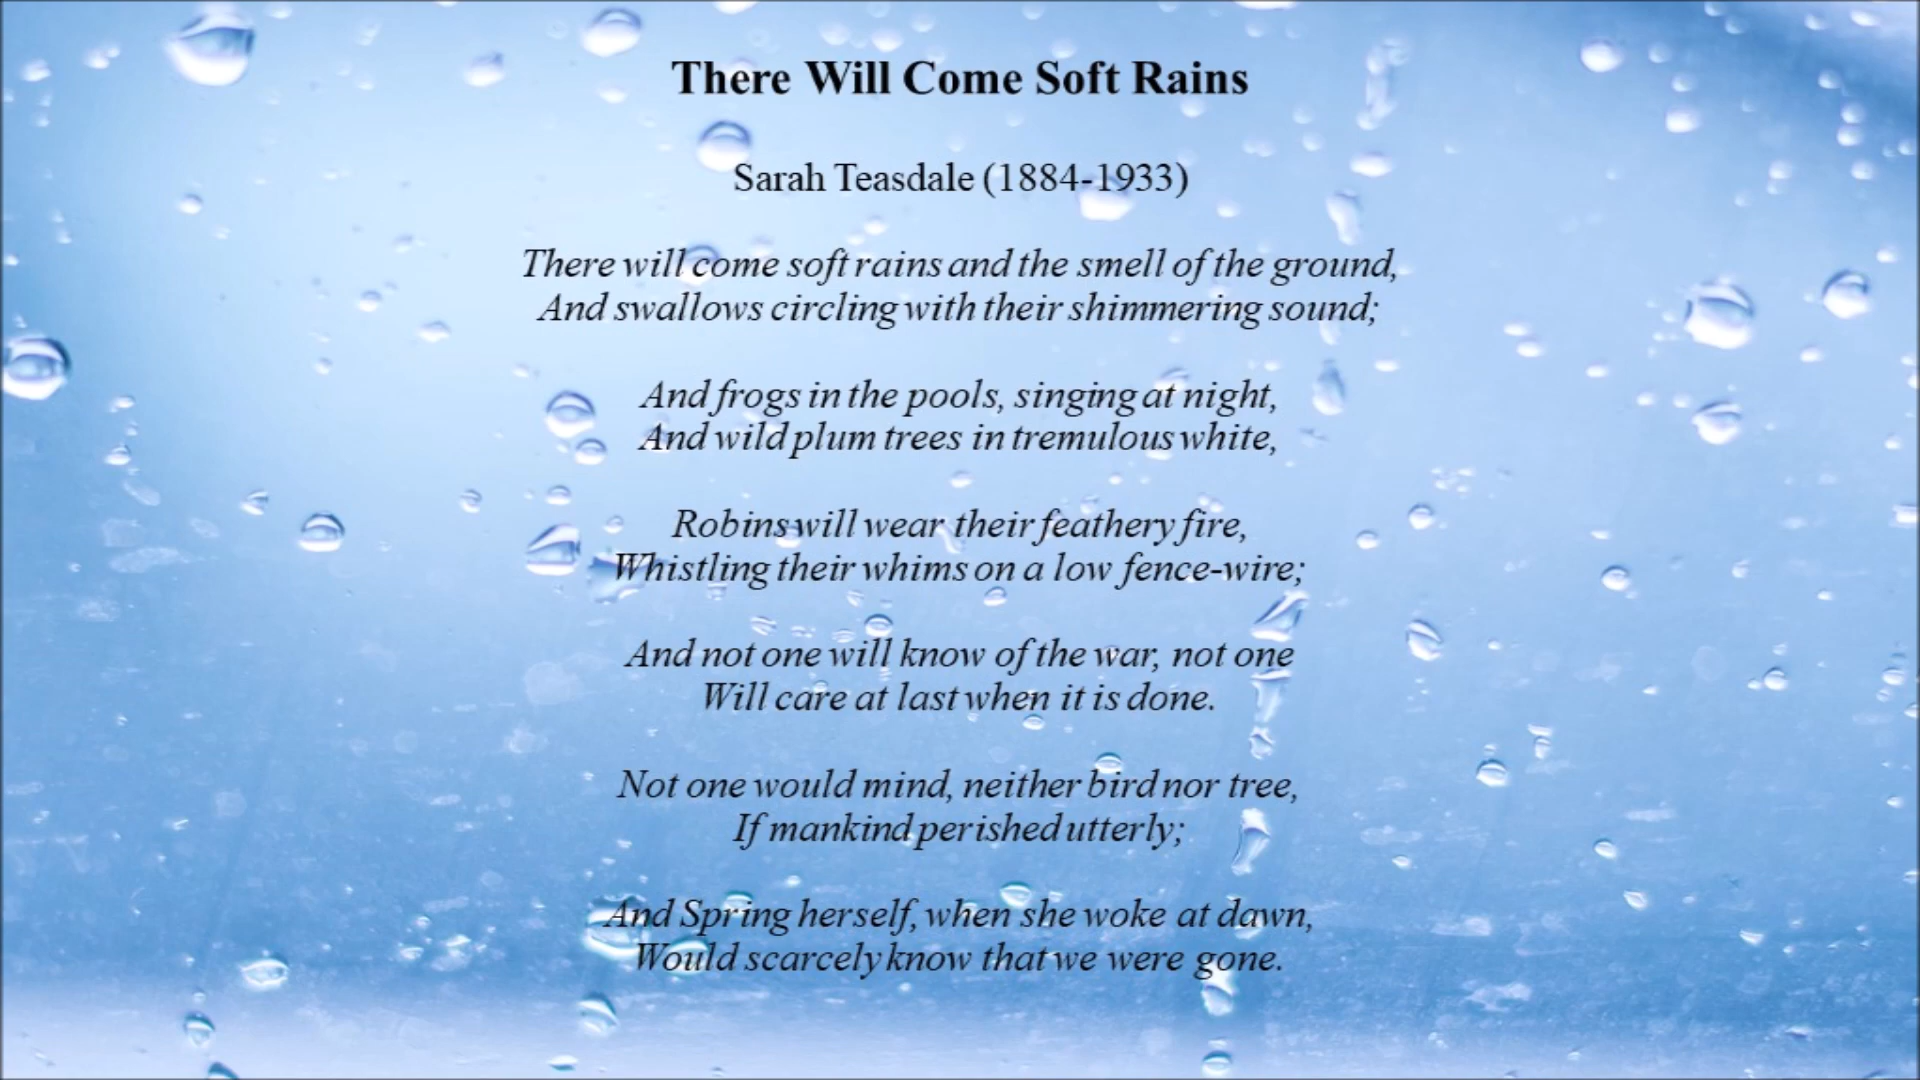 There Will Come Soft Rains
Sarah Teasdale (1884-1933)
There will come soft rains and the smell of the ground,
And swallows circling with their shimmering sound;
And frogs in the pools, singing at night,
And wild plum trees in tremulous white,
Robins will wear their feathery fire,
Whistling their whims on a low fence-wire;
And not one will know of the war, not one
Will care at last when it is done.
Not one would mind, neither bird nor tree,
If mankind perished utterly;
And Spring herself, when she woke at dawn,
Would scarcely know that we were gone.